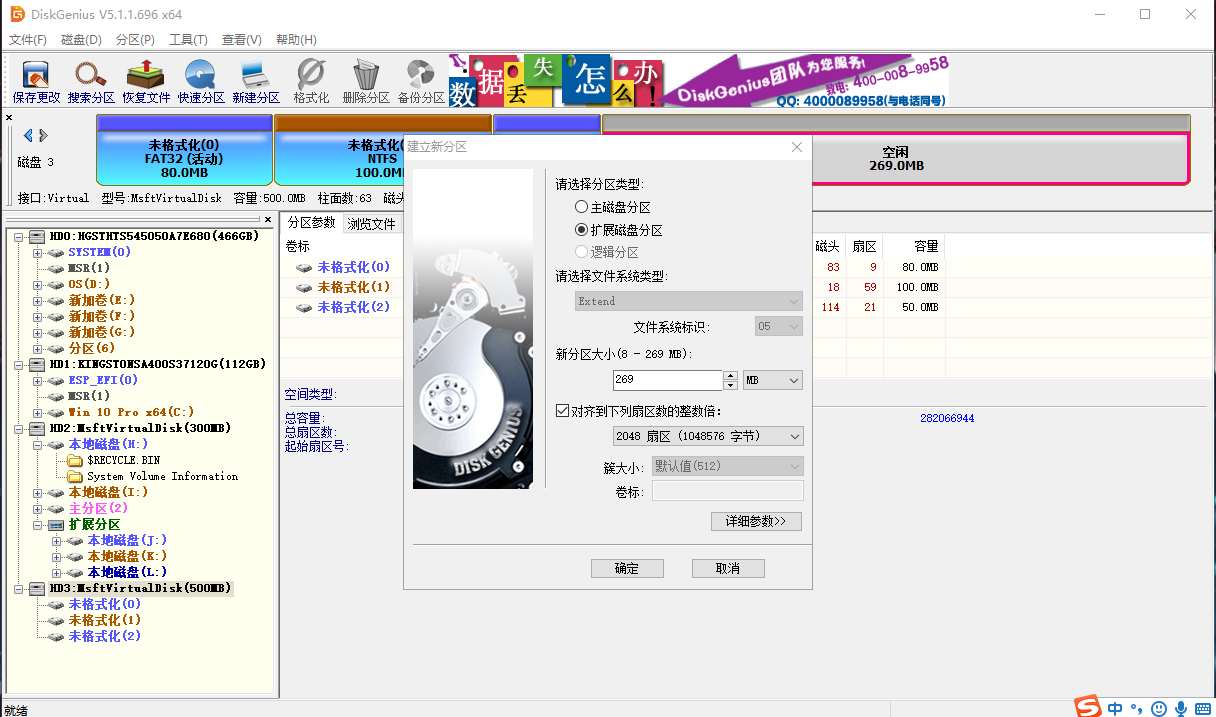 DiskGenius V5.1.1.696 x64
文件(F) 磁盘(D) 分区(P) 工具(T) 查看(V) 帮助(H)
保存更改 搜索分区 恢复文件 快速分区 新建分区 格式化 删除分区 备份分区
数据丢失怎么办！
DiskGenius团队为您服务!
致电: 400-008-9958
QQ: 4000089958(与电话同号)
磁盘 3
未格式化(0)
FAT32 (活动)
80.0MB
未格式化(
NTFS
100.0M
空闲
269.0MB
接口:Virtual 型号:MsftVirtualDisk 容量:500.0MB 柱面数:63 磁头
HD0:HGSTHTS545050A7E680(466GB)
SYSTEM(0)
MSR(1)
OS(D:)
新加卷(E:)
新加卷(F:)
新加卷(G:)
分区(6)
HD1:KINGSTONSA400S37120G(112GB)
ESP_EFI(0)
MSR(1)
Win 10 Pro x64(C:)
HD2:MsftVirtualDisk(300MB)
本地磁盘(H:)
$RECYCLE.BIN
System Volume Information
本地磁盘(I:)
主分区(2)
扩展分区
本地磁盘(J:)
本地磁盘(K:)
本地磁盘(L:)
HD3:MsftVirtualDisk(500MB)
未格式化(0)
未格式化(1)
未格式化(2)
分区参数 浏览文件
卷标 磁头 扇区 容量
未格式化(0) 83 9 80.0MB
未格式化(1) 18 59 100.0MB
未格式化(2) 114 21 50.0MB
空间类型:
总容量:
总扇区数: 282066944
起始扇区号:
建立新分区
DISK GENIUS
请选择分区类型:
主磁盘分区
扩展磁盘分区
逻辑分区
请选择文件系统类型:
Extend
文件系统标识: 05
新分区大小(8 - 269 MB):
269 MB
对齐到下列扇区数的整数倍:
2048 扇区 (1048576 字节)
簇大小: 默认值(512)
卷标:
详细参数>>
确定 取消
就绪
S 中